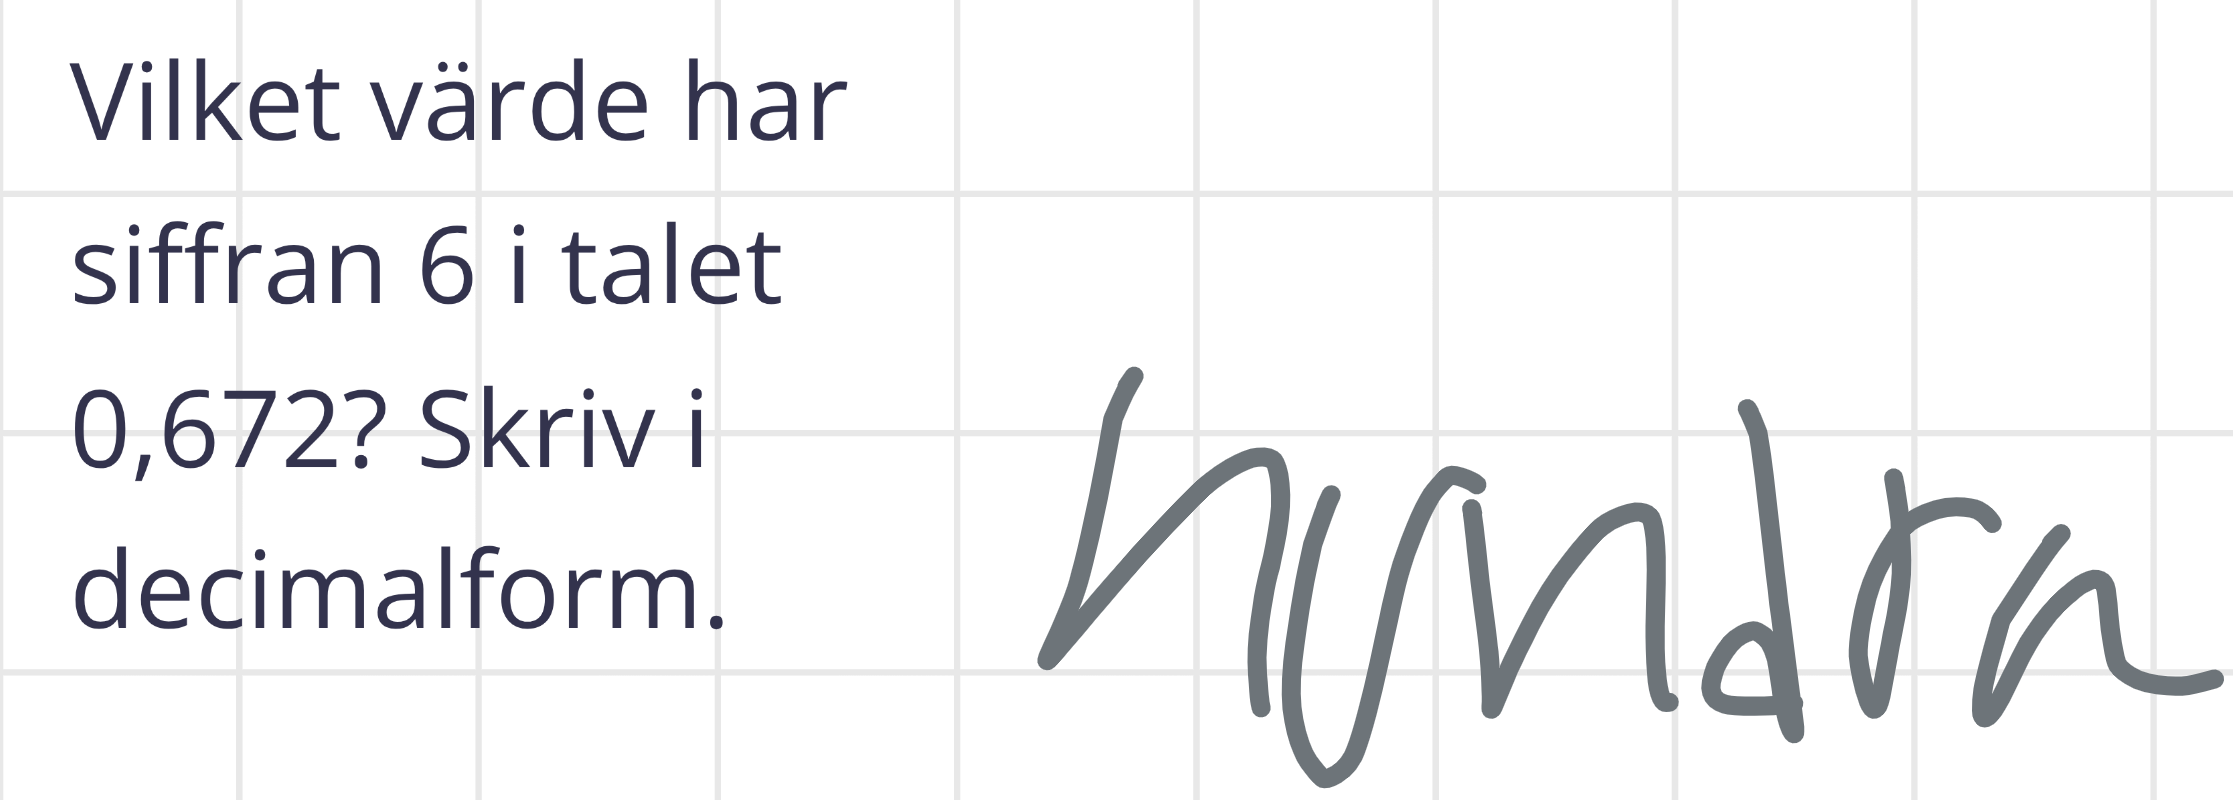 Vilket värde har
siffran 6 i talet
0,672? Skriv i
decimalform.
hundra